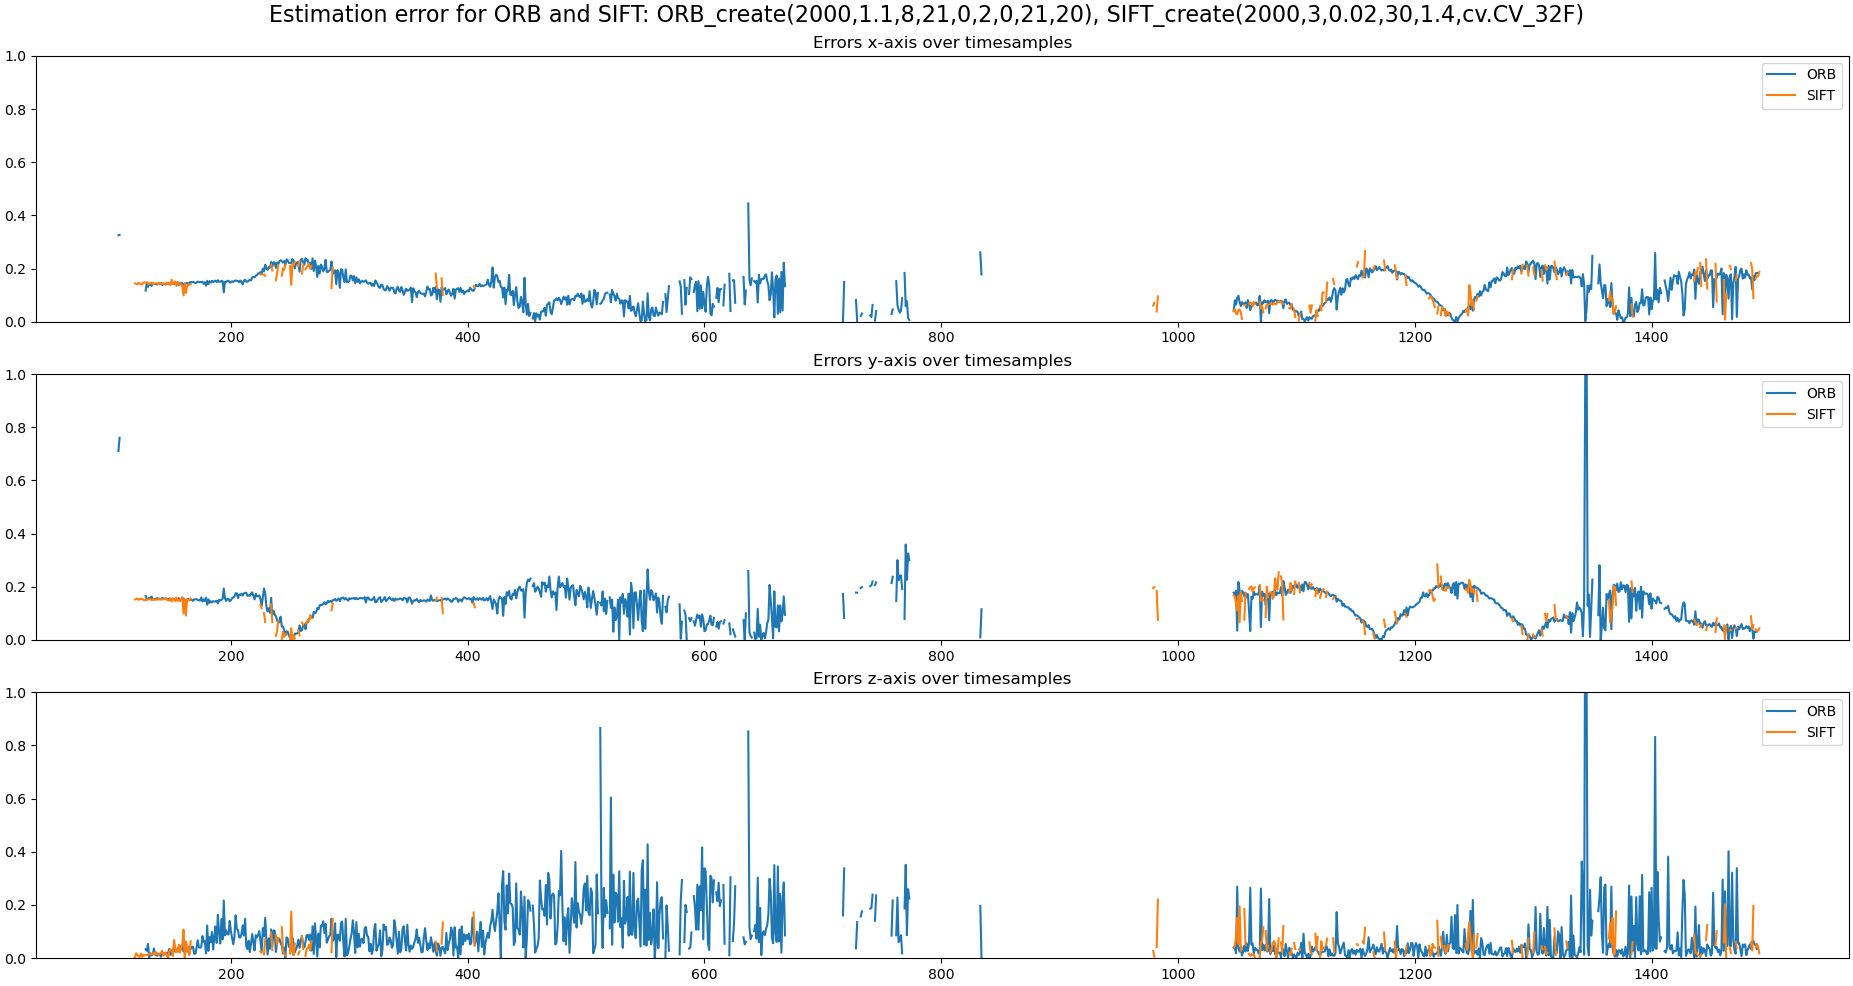 Estimation error for ORB and SIFT: ORB_create(2000,1.1,8,21,0,2,0,21,20), SIFT_create(2000,3,0.02,30,1.4,cv.CV_32F)
Errors x-axis over timesamples
1.0
0.8
0.6
0.4
0.2
0.0
ORB
SIFT
200 400 600 800 1000 1200 1400
Errors y-axis over timesamples
1.0
0.8
0.6
0.4
0.2
0.0
ORB
SIFT
200 400 600 800 1000 1200 1400
Errors z-axis over timesamples
1.0
0.8
0.6
0.4
0.2
0.0
ORB
SIFT
200 400 600 800 1000 1200 1400